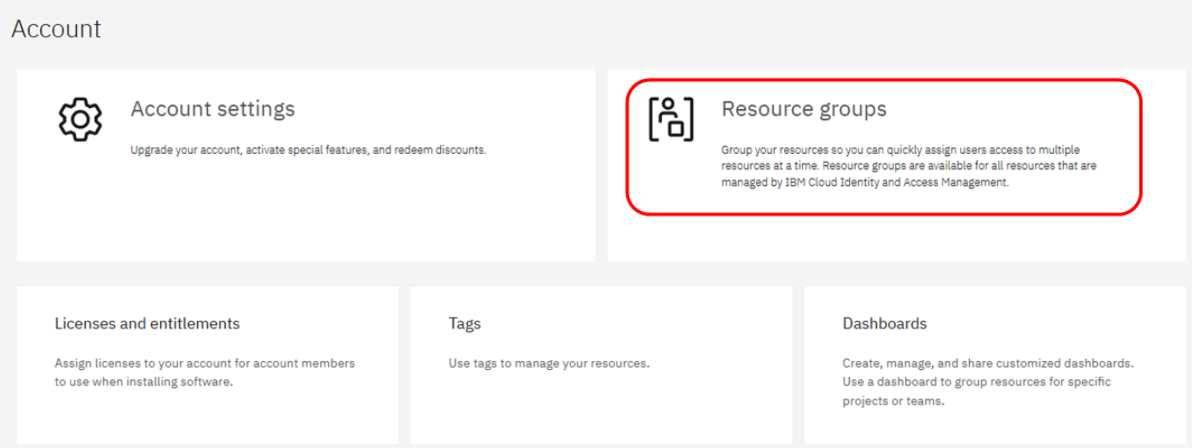 Account
Account settings
Upgrade your account, activate special features, and redeem discounts.
Resource groups
Group your resources so you can quickly assign users access to multiple
resources at a time. Resource groups are available for all resources that are
managed by IBM Cloud Identity and Access Management.
Licenses and entitlements
Assign licenses to your account for account members
to use when installing software.
Tags
Use tags to manage your resources.
Dashboards
Create, manage, and share customized dashboards.
Use a dashboard to group resources for specific
projects or teams.